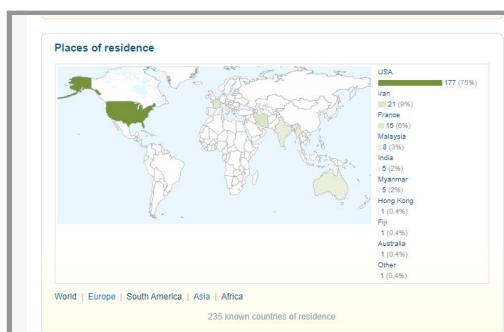 Places of residence
USA
177 (75%)
Iran
21 (9%)
France
15 (6%)
Malaysia
8 (3%)
India
5 (2%)
Myanmar
5 (2%)
Hong Kong
1 (0.4%)
Fiji
1 (0.4%)
Australia
1 (0.4%)
Other
1 (0.4%)
World | Europe | South America | Asia | Africa
235 known countries of residence